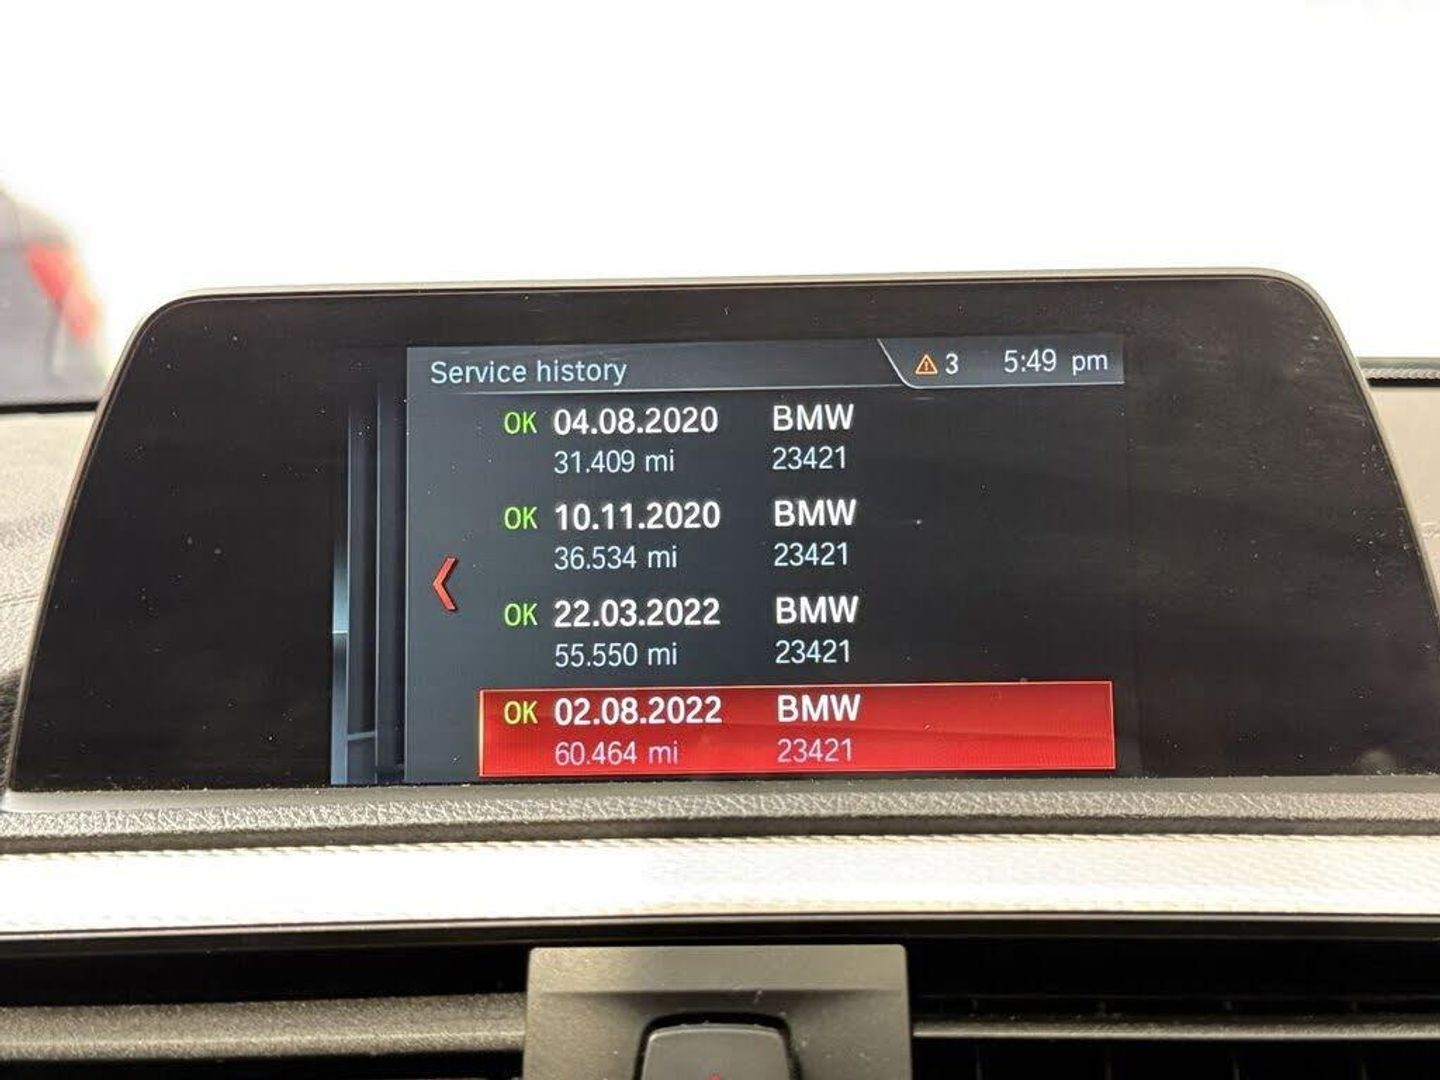 Service history
3 5:49 pm
OK 04.08.2020 BMW
31.409 mi 23421
OK 10.11.2020 BMW
36.534 mi 23421
OK 22.03.2022 BMW
55.550 mi 23421
OK 02.08.2022 BMW
60.464 mi 23421